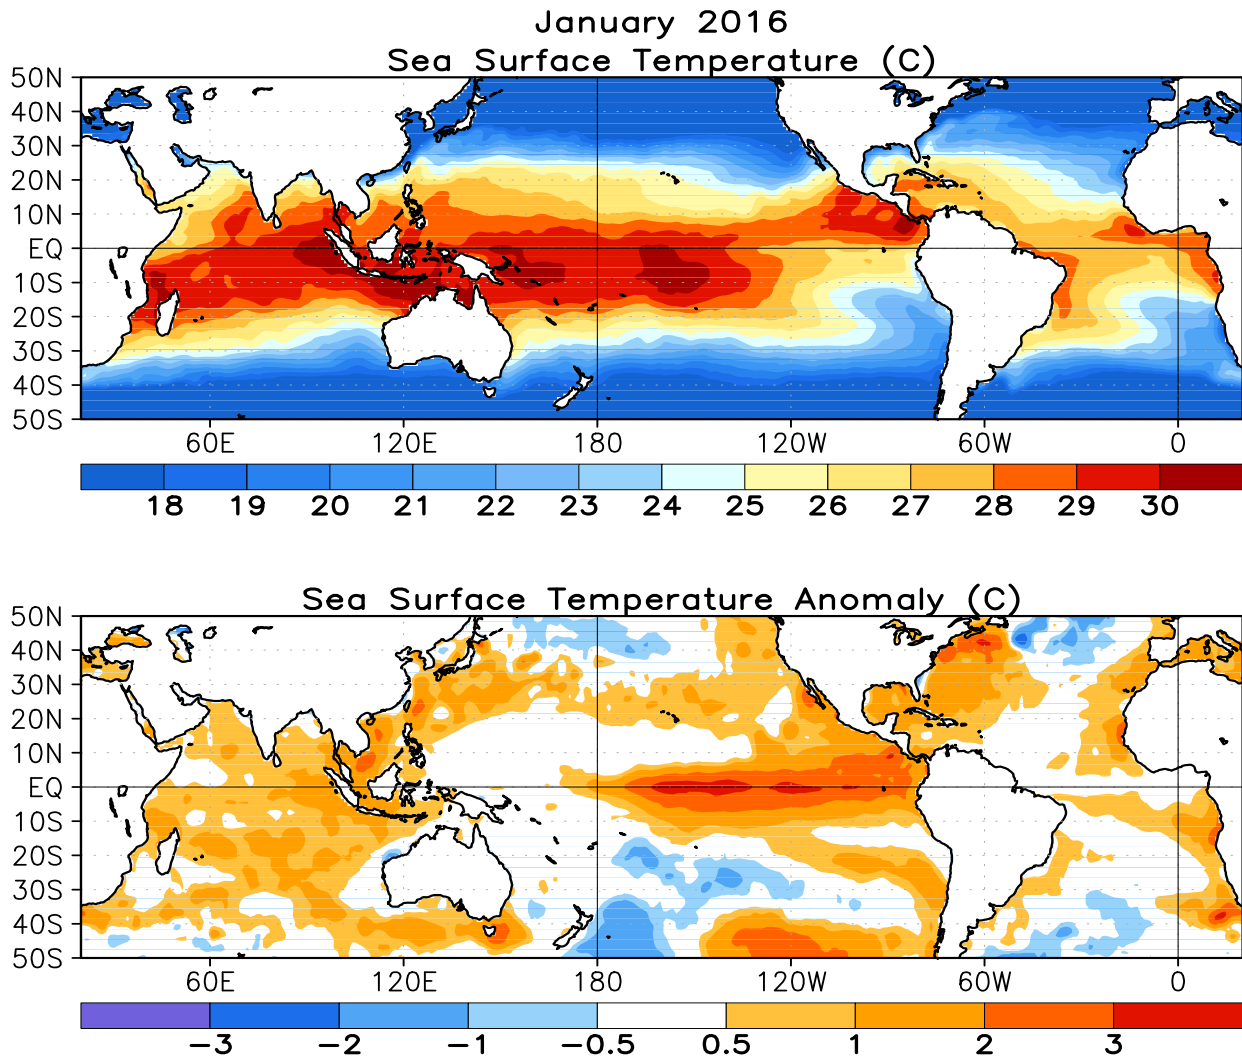 January 2016
Sea Surface Temperature (C)
50N
40N
30N
20N
10N
EQ
10S
20S
30S
40S
50S
60E 120E 180 120W 60W 0
18 19 20 21 22 23 24 25 26 27 28 29 30
Sea Surface Temperature Anomaly (C)
50N
40N
30N
20N
10N
EQ
10S
20S
30S
40S
50S
60E 120E 180 120W 60W 0
−3 −2 −1 −0.5 0.5 1 2 3